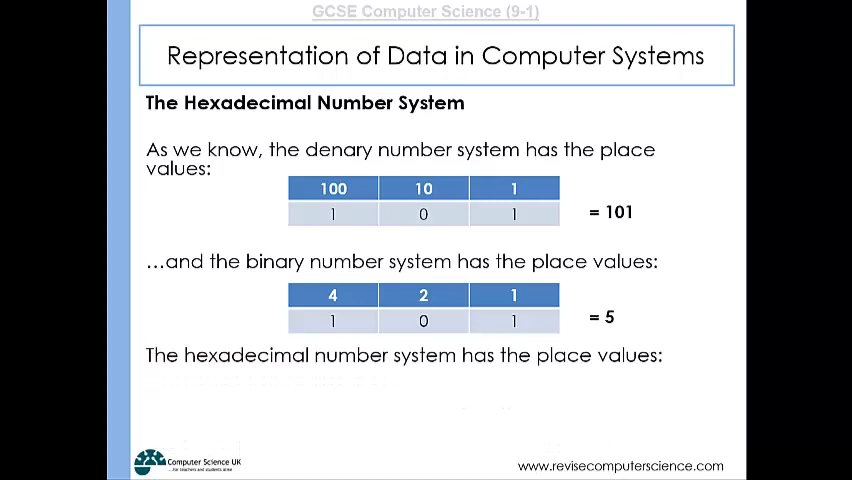 GCSE Computer Science (9-1)
Representation of Data in Computer Systems
The Hexadecimal Number System
As we know, the denary number system has the place
values:
100 10 1
1 0 1 = 101
...and the binary number system has the place values:
4 2 1
1 0 1 = 5
The hexadecimal number system has the place values:
Computer Science UK
...for teachers and students alike
www.revisecomputerscience.com